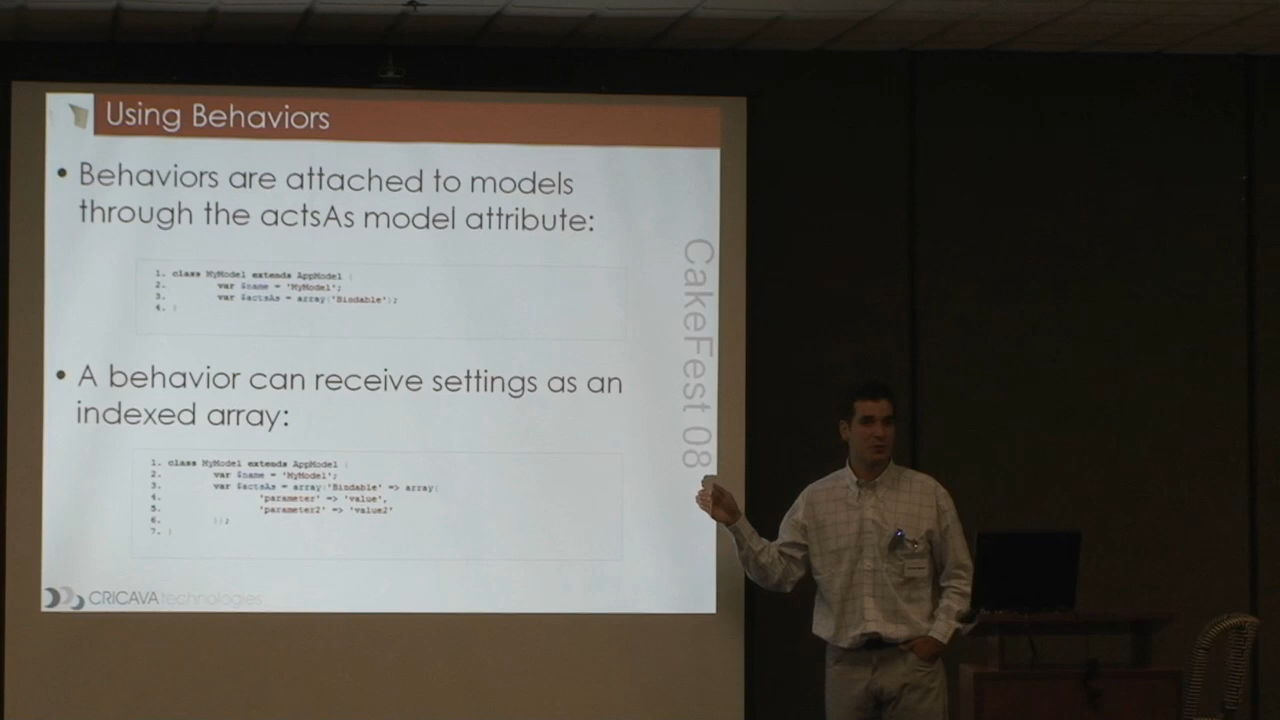 Using Behaviors
• Behaviors are attached to models
through the actsAs model attribute:
1. class MyModel extends AppModel {
2. var $name = 'MyModel';
3. var $actsAs = array('Bindable');
4. }
• A behavior can receive settings as an
indexed array:
1. class MyModel extends AppModel {
2. var $name = 'MyModel';
3. var $actsAs = array('Bindable' => array(
4. 'parameter' => 'value',
5. 'parameter2' => 'value2'
6. ));
7. }
CakeFest 08
CRICAVA technologies